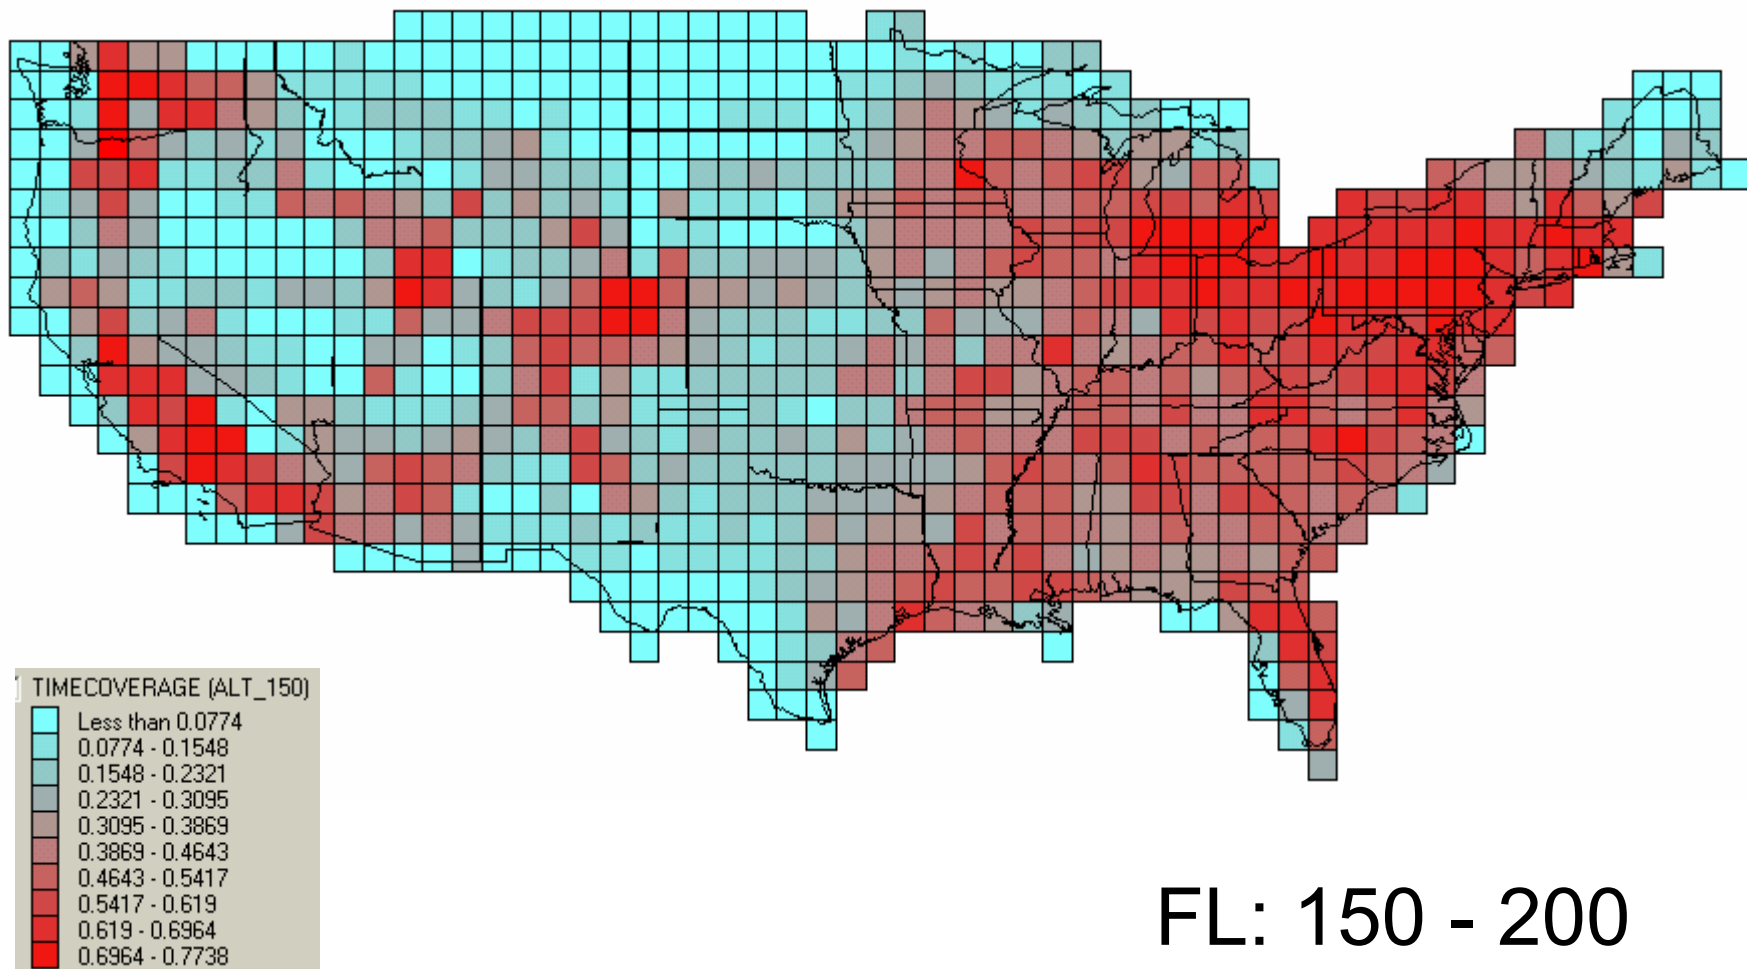 TIMECOVERAGE (ALT_150)
Less than 0.0774
0.0774 - 0.1548
0.1548 - 0.2321
0.2321 - 0.3095
0.3095 - 0.3869
0.3869 - 0.4643
0.4643 - 0.5417
0.5417 - 0.619
0.619 - 0.6964
0.6964 - 0.7738
FL: 150 - 200